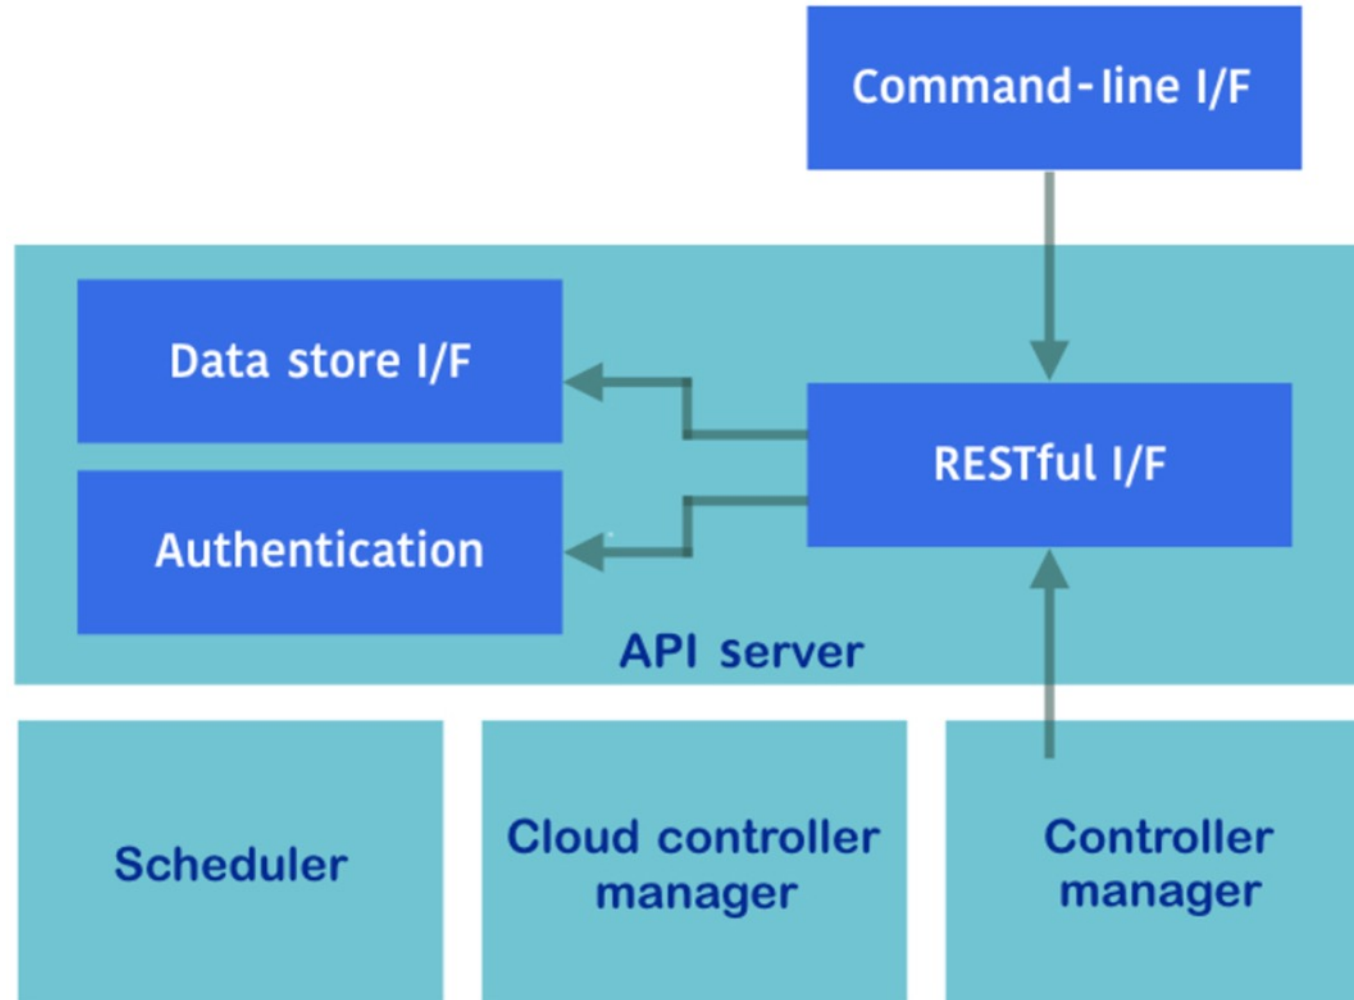 Command-line I/F
Data store I/F
RESTful I/F
Authentication
API server
Scheduler
Cloud controller
manager
Controller
manager